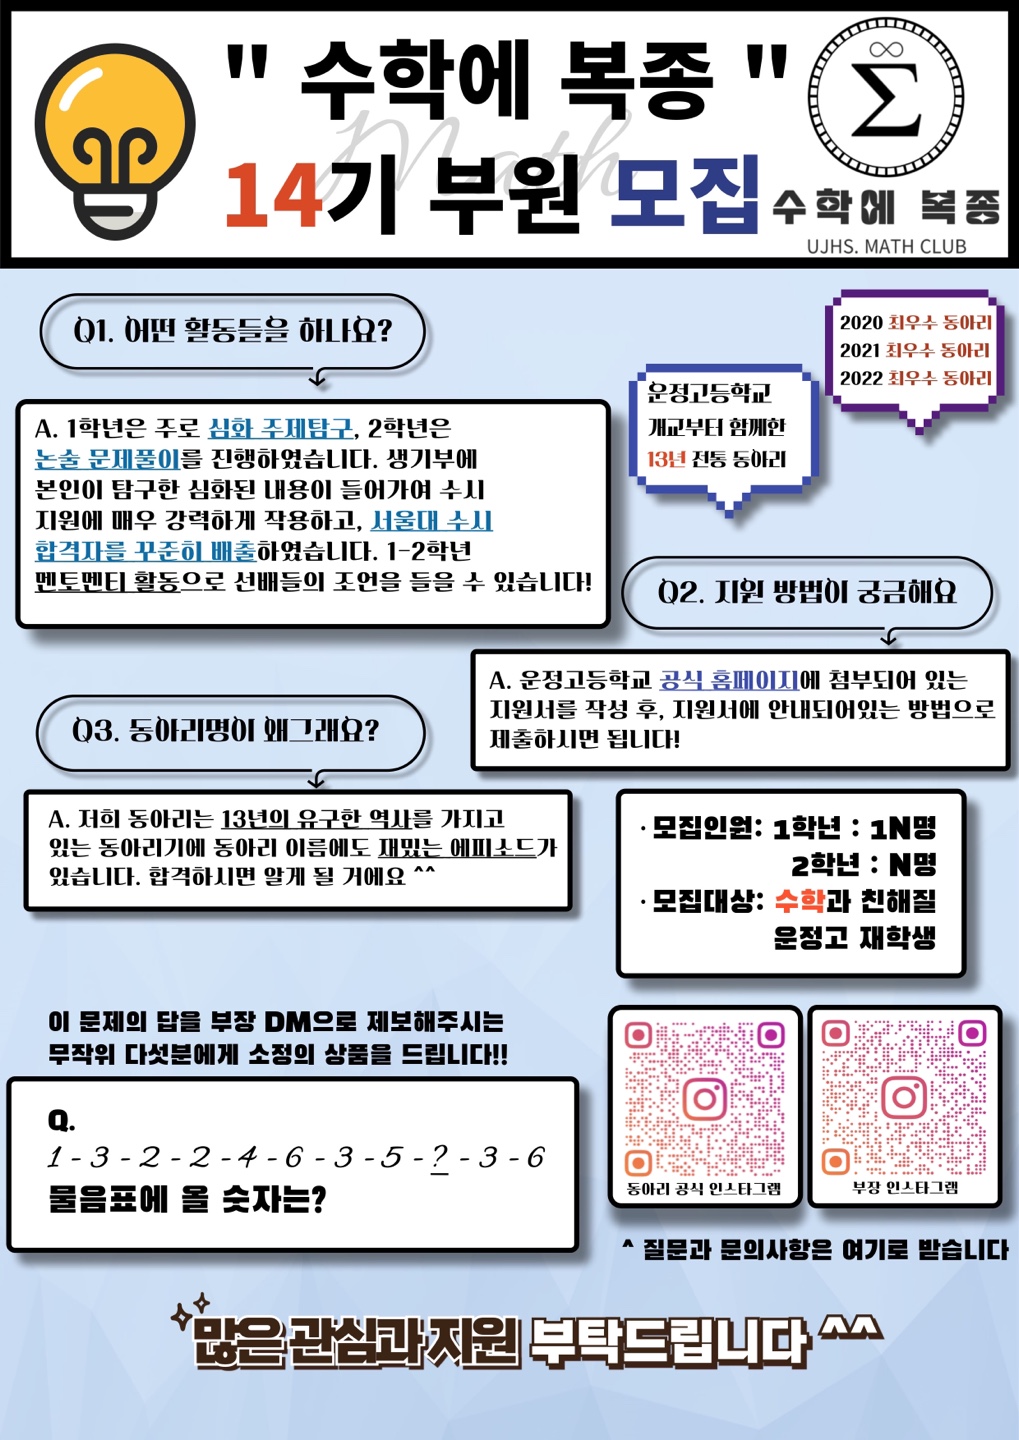 " 수학에 복종 "
Math
14기 부원 모집
∞
Σ
수학에 복종
UJHS. MATH CLUB
Q1. 어떤 활동들을 하나요?
2020 최우수 동아리
2021 최우수 동아리
2022 최우수 동아리
운정고등학교
개교부터 함께한
13년 전통 동아리
A. 1학년은 주로 심화 주제탐구, 2학년은
논술 문제풀이를 진행하였습니다. 생기부에
본인이 탐구한 심화된 내용이 들어가여 수시
지원에 매우 강력하게 작용하고, 서울대 수시
합격자를 꾸준히 배출하였습니다. 1-2학년
멘토멘티 활동으로 선배들의 조언을 들을 수 있습니다!
Q2. 지원 방법이 궁금해요
A. 운정고등학교 공식 홈페이지에 첨부되어 있는
지원서를 작성 후, 지원서에 안내되어있는 방법으로
제출하시면 됩니다!
Q3. 동아리명이 왜그래요?
A. 저희 동아리는 13년의 유구한 역사를 가지고
있는 동아리기에 동아리 이름에도 재밌는 에피소드가
있습니다. 합격하시면 알게 될 거에요 ^^
· 모집인원: 1학년 : 1N명
2학년 : N명
· 모집대상: 수학과 친해질
운정고 재학생
이 문제의 답을 부장 DM으로 제보해주시는
무작위 다섯분에게 소정의 상품을 드립니다!!
Q.
1 - 3 - 2 - 2 - 4 - 6 - 3 - 5 - ? - 3 - 6
물음표에 올 숫자는?
동아리 공식 인스타그램
부장 인스타그램
^ 질문과 문의사항은 여기로 받습니다
많은 관심과 지원 부탁드립니다 ^^